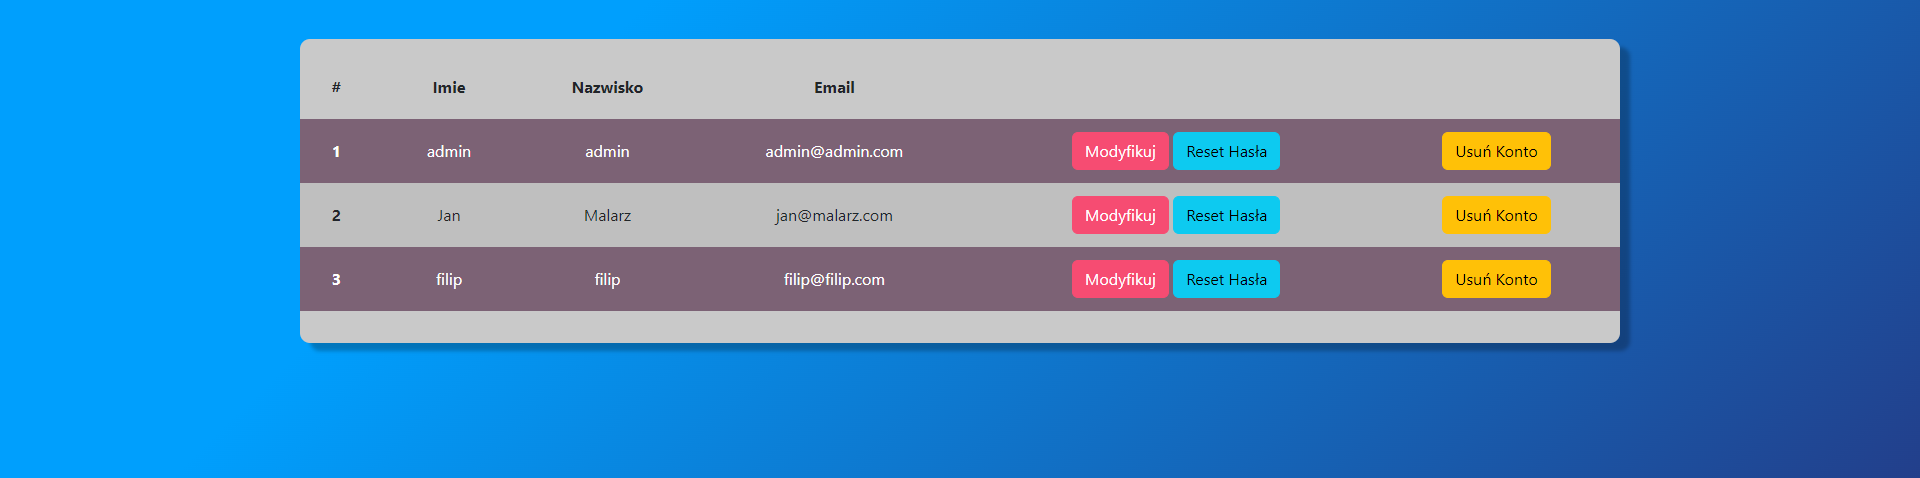 # Imie Nazwisko Email
1 admin admin admin@admin.com Modyfikuj Reset Hasła Usuń Konto
2 Jan Malarz jan@malarz.com Modyfikuj Reset Hasła Usuń Konto
3 filip filip filip@filip.com Modyfikuj Reset Hasła Usuń Konto